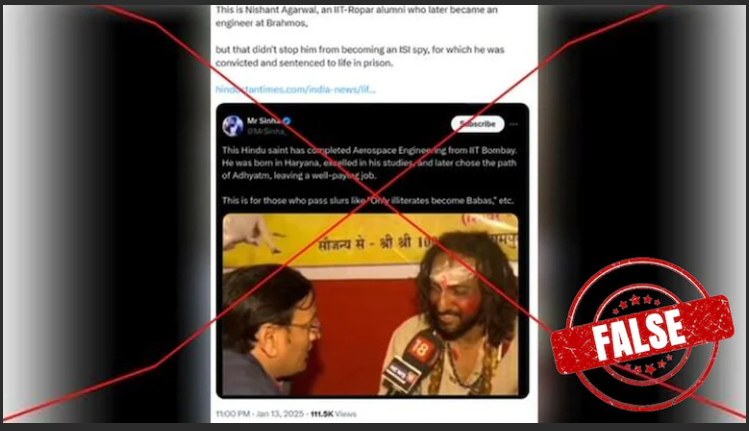 This is Nishant Agarwal, an IIT-Ropar alumni who later became an
engineer at Brahmos,
but that didn't stop him from becoming an ISI spy, for which he was
convicted and sentenced to life in prison.
hindustantimes.com/india-news/lif...
Mr Sinha
@MrSinha_
Subscribe
This Hindu saint has completed Aerospace Engineering from IIT Bombay.
He was born in Haryana, excelled in his studies, and later chose the path
of Adhyatm, leaving a well-paying job.
This is for those who pass slurs like "Only illiterates become Babas," etc.
सौजन्य से - श्री श्री 10
18
NEWS
11:00 PM · Jan 13, 2025 · 111.5K Views
FALSE